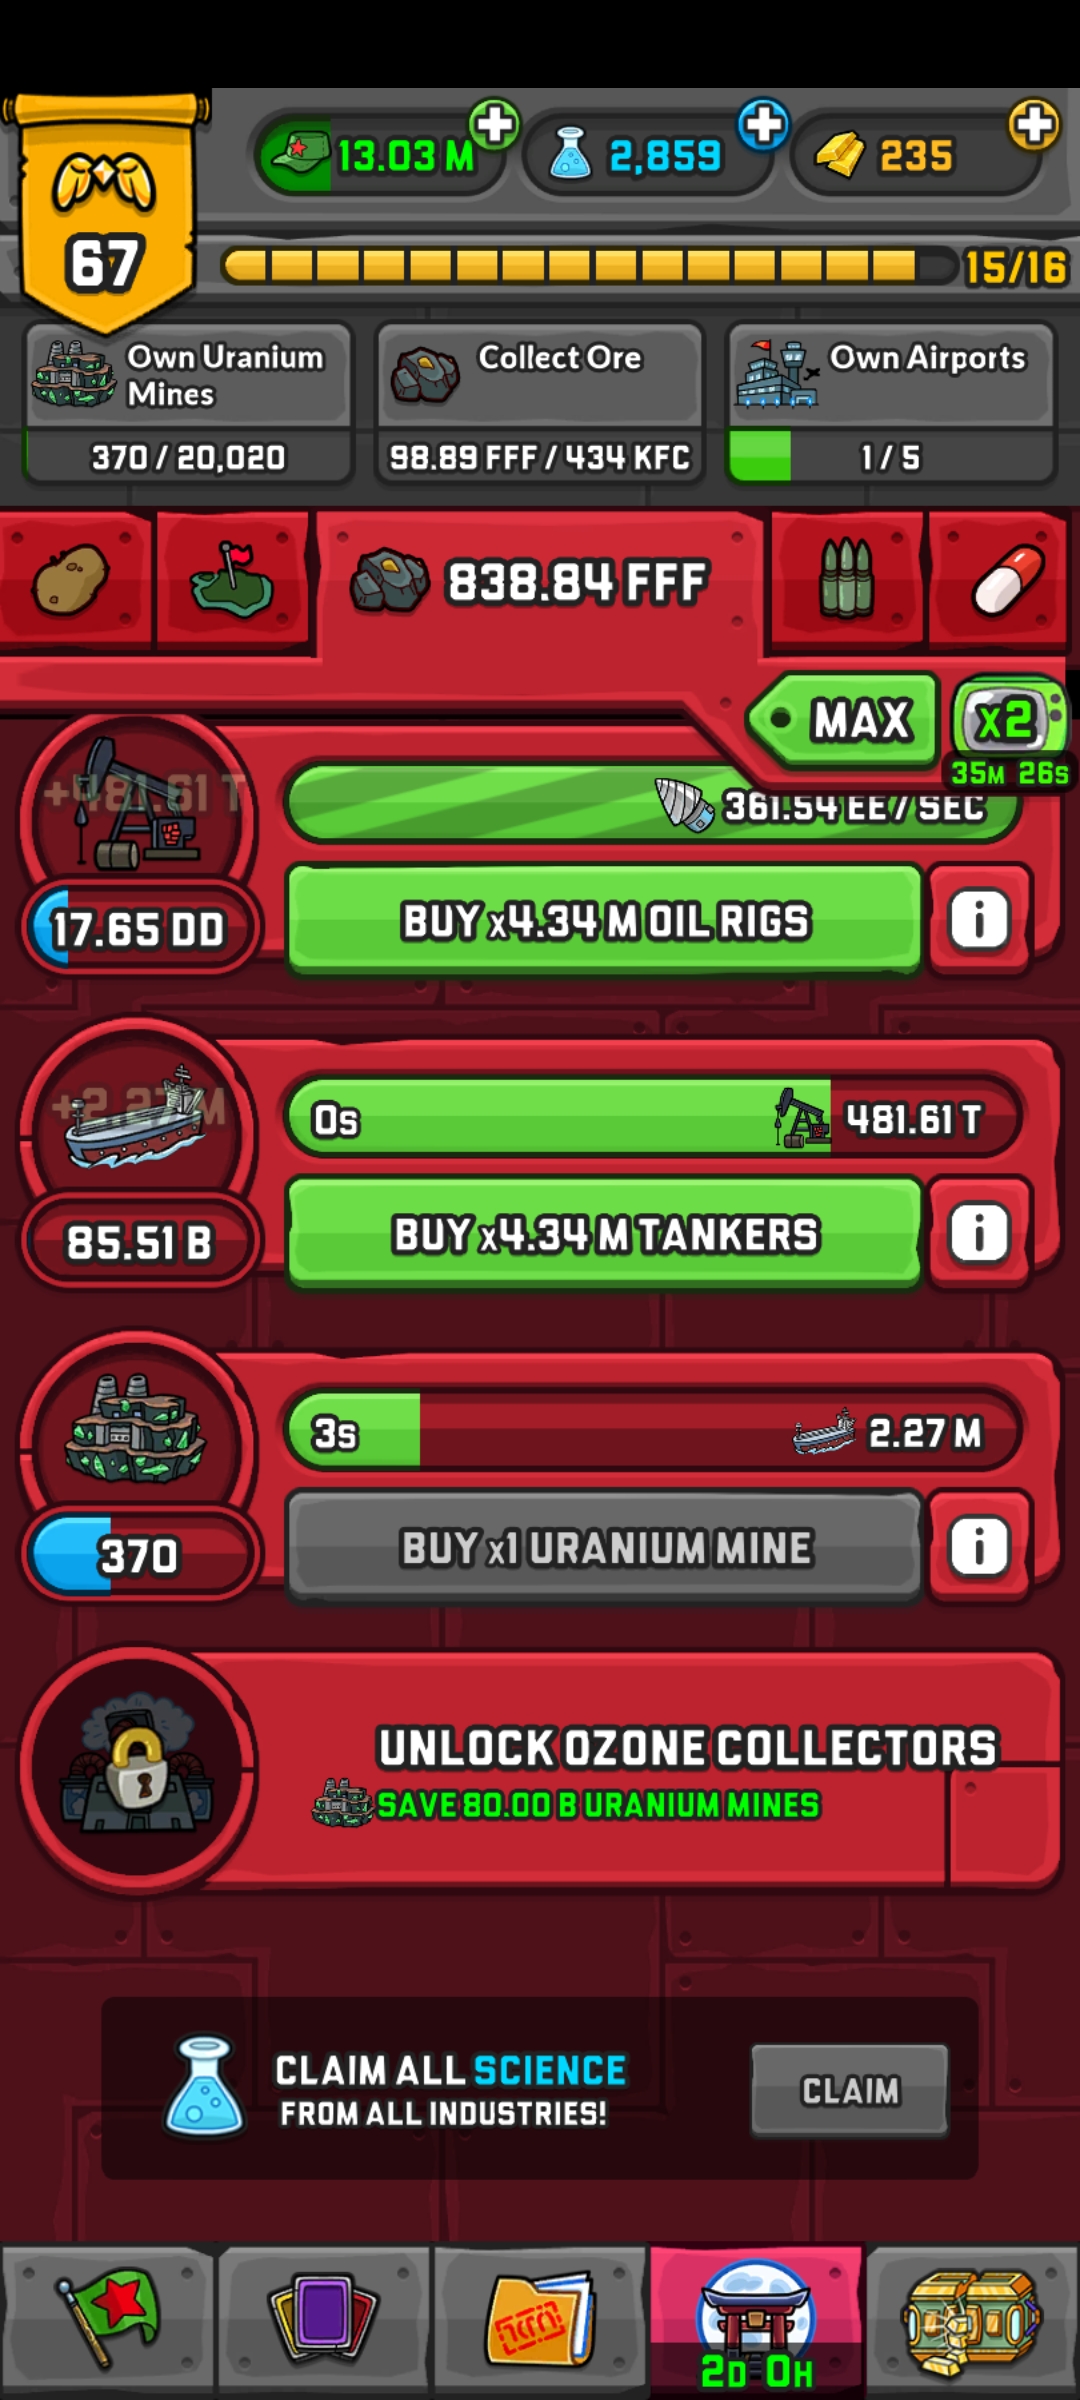 13.03 M
2,859
235
67
15/16
Own Uranium
Mines
370 / 20,020
Collect Ore
98.89 FFF / 434 KFC
Own Airports
1 / 5
838.84 FFF
MAX
x2
35M 26S
+481.61 T
361.54 EE / SEC
17.65 DD
BUY x4.34 M OIL RIGS
i
+2.27 M
0s
481.61 T
85.51 B
BUY x4.34 M TANKERS
i
3s
2.27 M
370
BUY x1 URANIUM MINE
i
UNLOCK OZONE COLLECTORS
SAVE 80.00 B URANIUM MINES
CLAIM ALL SCIENCE
FROM ALL INDUSTRIES!
CLAIM
2D 0H